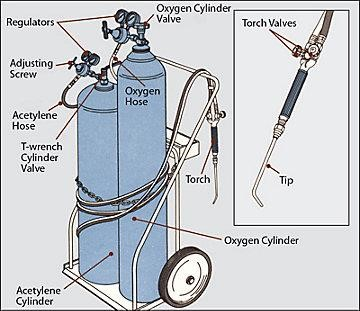 Oxygen Cylinder
Valve
Regulators
Torch Valves
Adjusting
Screw
Oxygen
Hose
Acetylene
Hose
T-wrench
Cylinder
Valve
Torch
Tip
Oxygen Cylinder
Acetylene
Cylinder